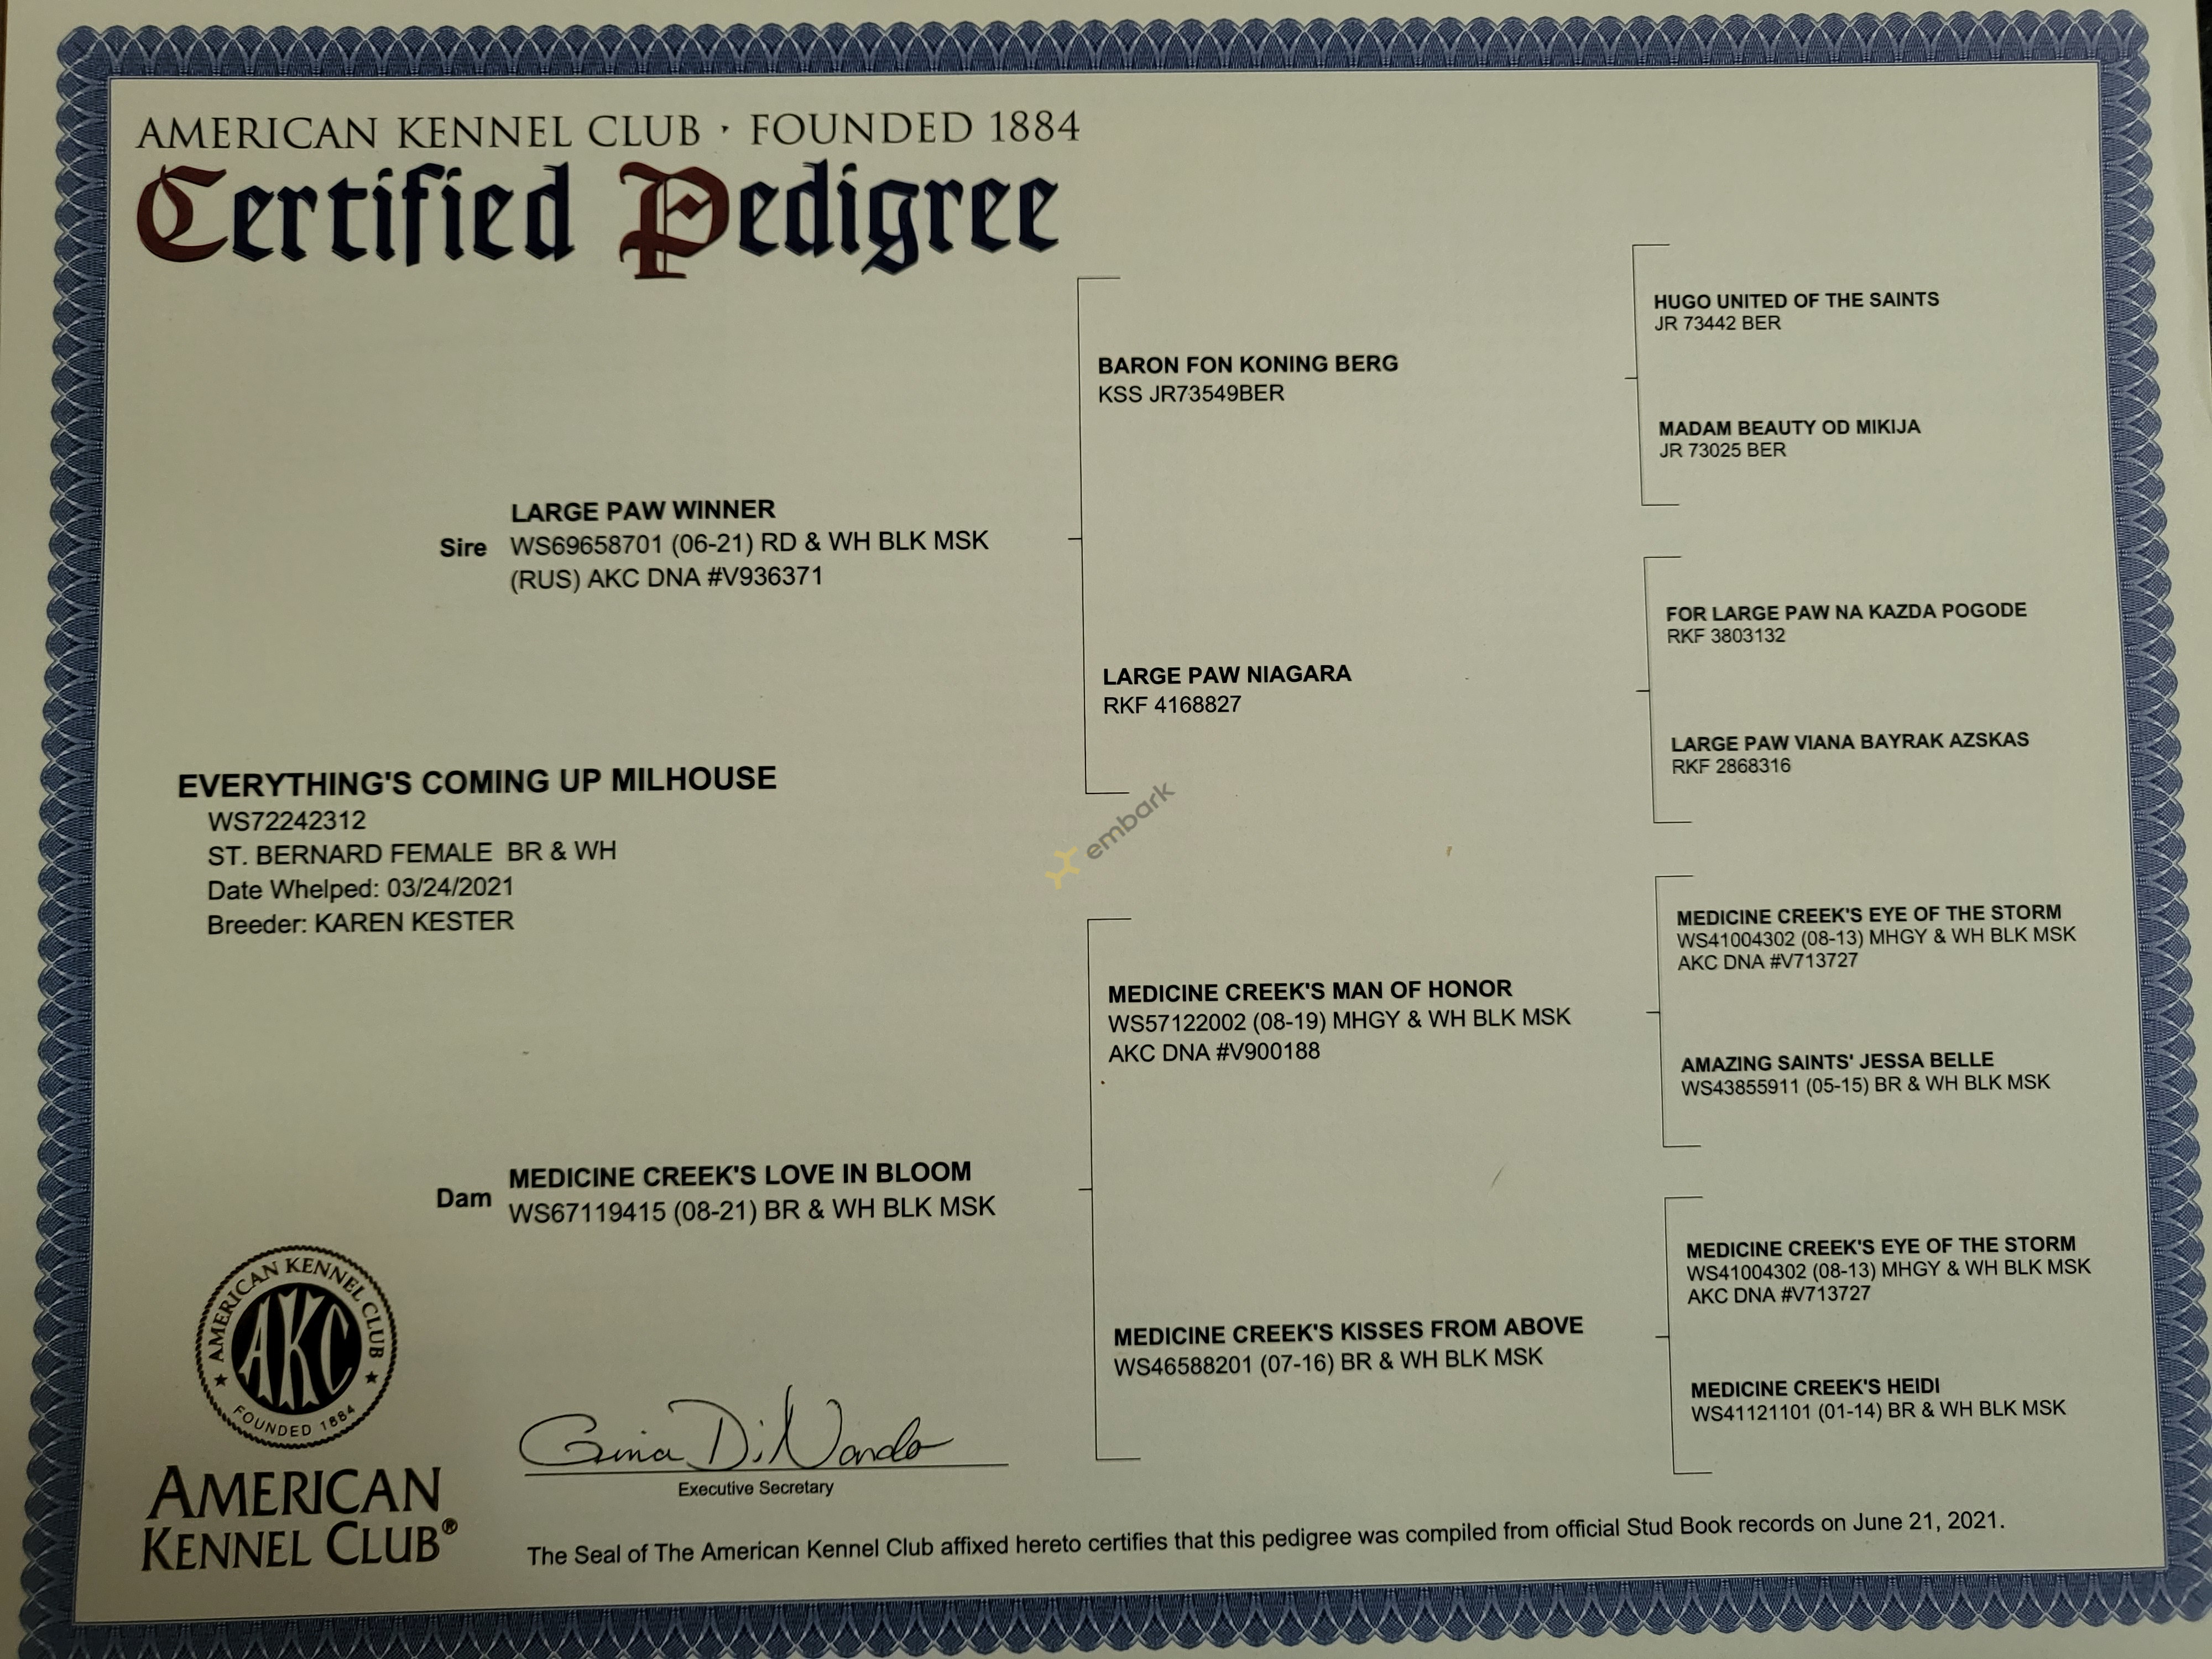 AMERICAN KENNEL CLUB · FOUNDED 1884
Certified Pedigree
HUGO UNITED OF THE SAINTS
JR 73442 BER
BARON FON KONING BERG
KSS JR73549BER
MADAM BEAUTY OD MIKIJA
JR 73025 BER
LARGE PAW WINNER
Sire WS69658701 (06-21) RD & WH BLK MSK
(RUS) AKC DNA #V936371
FOR LARGE PAW NA KAZDA POGODE
RKF 3803132
LARGE PAW NIAGARA
RKF 4168827
LARGE PAW VIANA BAYRAK AZSKAS
RKF 2868316
EVERYTHING'S COMING UP MILHOUSE
WS72242312
ST. BERNARD FEMALE BR & WH
Date Whelped: 03/24/2021
Breeder: KAREN KESTER
embark
MEDICINE CREEK'S EYE OF THE STORM
WS41004302 (08-13) MHGY & WH BLK MSK
AKC DNA #V713727
MEDICINE CREEK'S MAN OF HONOR
WS57122002 (08-19) MHGY & WH BLK MSK
AKC DNA #V900188
AMAZING SAINTS' JESSA BELLE
WS43855911 (05-15) BR & WH BLK MSK
MEDICINE CREEK'S LOVE IN BLOOM
Dam WS67119415 (08-21) BR & WH BLK MSK
MEDICINE CREEK'S EYE OF THE STORM
WS41004302 (08-13) MHGY & WH BLK MSK
AKC DNA #V713727
MEDICINE CREEK'S KISSES FROM ABOVE
WS46588201 (07-16) BR & WH BLK MSK
MEDICINE CREEK'S HEIDI
WS41121101 (01-14) BR & WH BLK MSK
AMERICAN KENNEL CLUB
AKC
FOUNDED 1884
AMERICAN
KENNEL CLUB®
Gina DiNardo
Executive Secretary
The Seal of The American Kennel Club affixed hereto certifies that this pedigree was compiled from official Stud Book records on June 21, 2021.